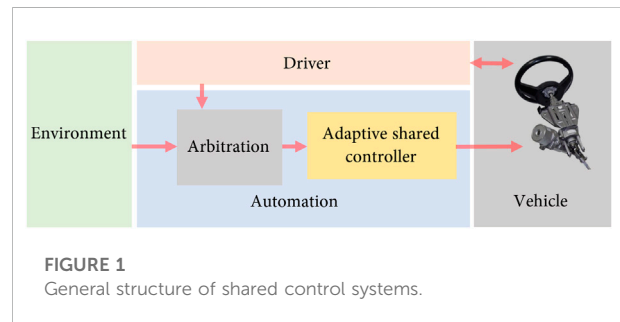 Driver
Environment
Arbitration
Adaptive shared
controller
Automation
Vehicle
FIGURE 1
General structure of shared control systems.